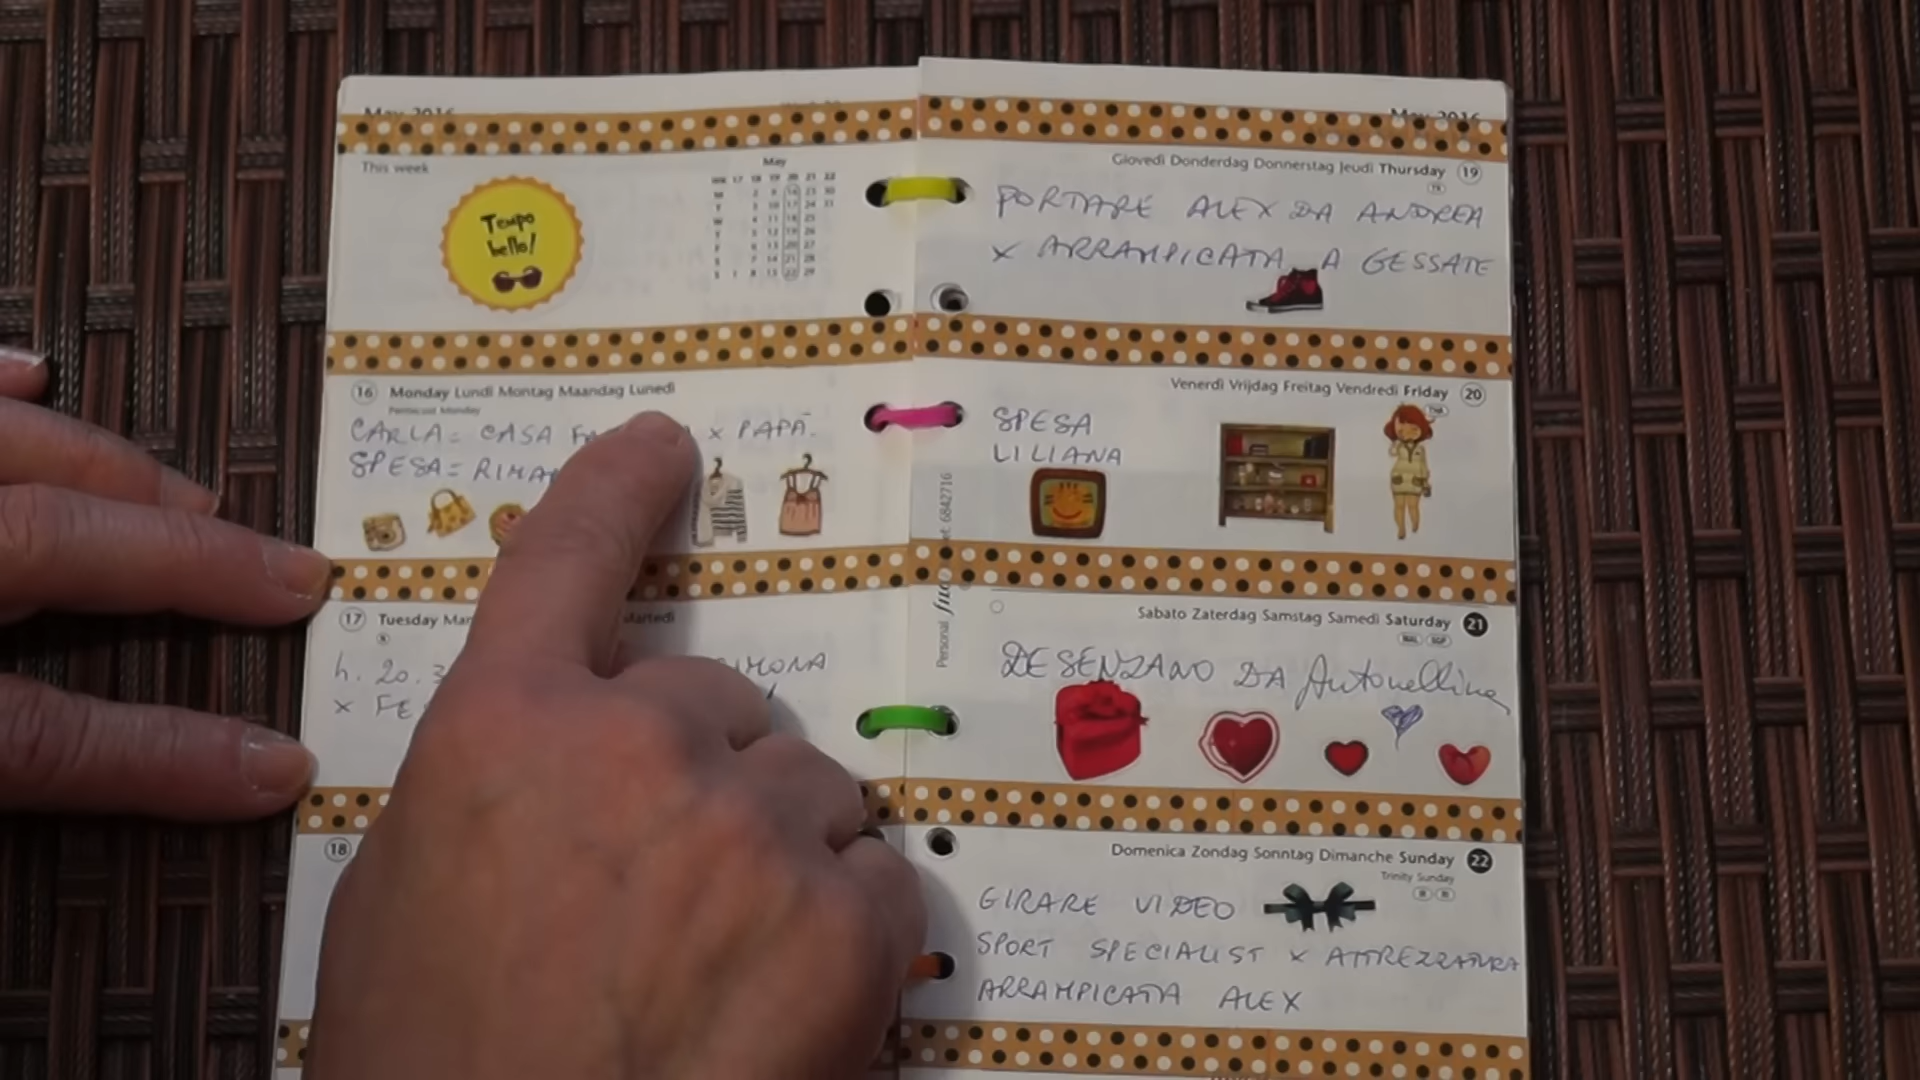 May 2016
This week
Tempo
bello!
May
16 Monday Lundi Montag Maandag Lunedì
Pentecost Monday
CARLA = CASA x PAPÀ
SPESA =
17 Tuesday
h. 20.
x
18
May 2016
Giovedì Donderdag Donnerstag Jeudi Thursday 19
PORTARE ALEX DA ANDREA
x ARRAMPICATA A GESSATE
Venerdì Vrijdag Freitag Vendredi Friday 20
SPESA
LILIANA
Personal fnac 6842716
Sabato Zaterdag Samstag Samedi Saturday 21
DESENZANO DA Antonellina
Domenica Zondag Sonntag Dimanche Sunday 22
Trinity Sunday
GIRARE VIDEO
SPORT SPECIALIST x ATTREZZATURA
ARRAMPICATA ALEX